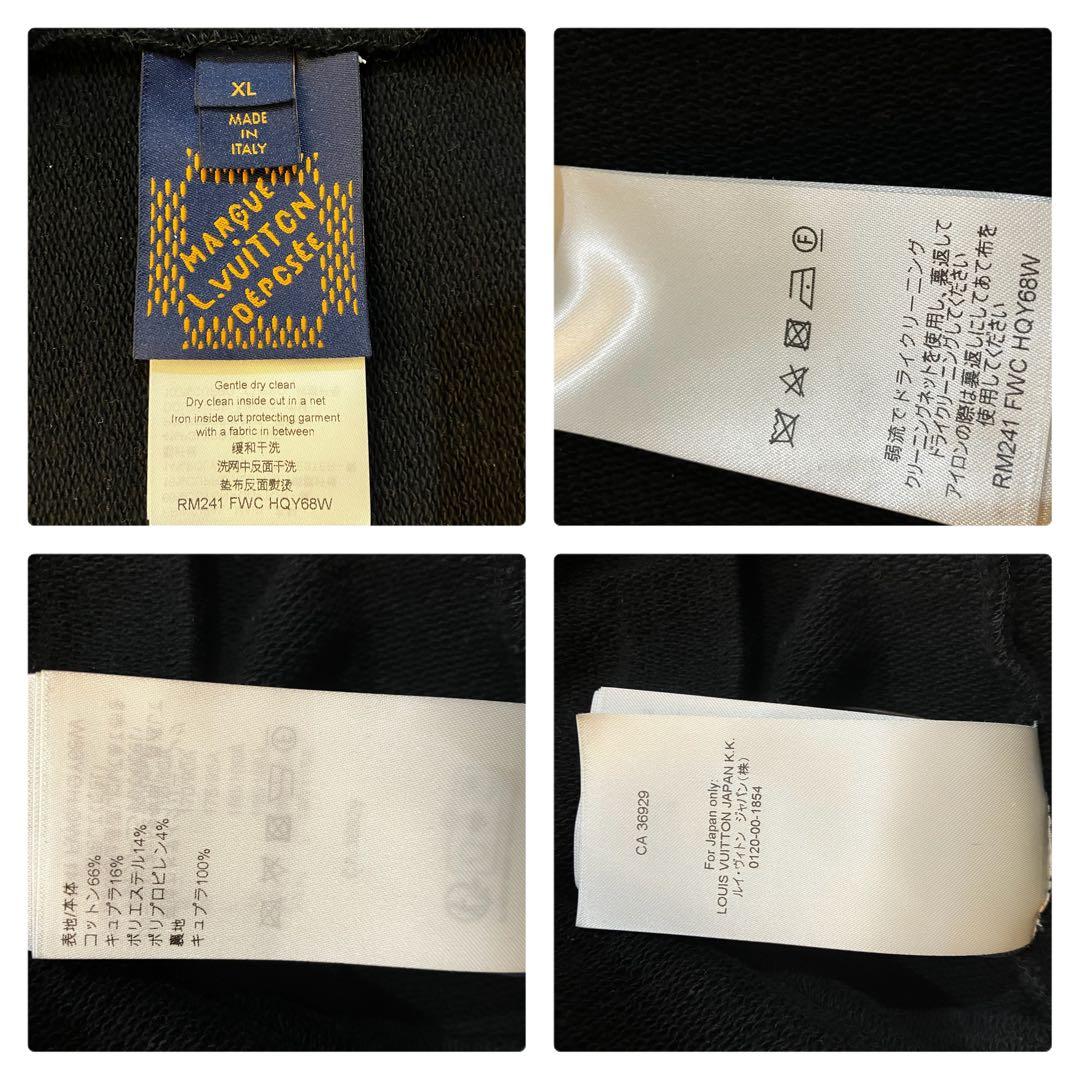 XL
MADE
IN
ITALY
MARQUE
L.VUITTON
DÉPOSÉE
Gentle dry clean
Dry clean inside out in a net
Iron inside out protecting garment
with a fabric in between
缓和干洗
洗网中反面干洗
垫布反面熨烫
RM241 FWC HQY68W
F
弱流でドライクリーニング
クリーニングネットを使用し、裏返して
ドライクリーニングしてください
アイロンの際は裏返しにしてあて布を
使用してください
RM241 FWC HQY68W
表地/本体
コットン66%
キュプラ16%
ポリエステル14%
ポリプロピレン4%
裏地
キュプラ100%
CA 36929
For Japan only:
LOUIS VUITTON JAPAN K.K.
ルイ・ヴィトン ジャパン(株)
0120-00-1854